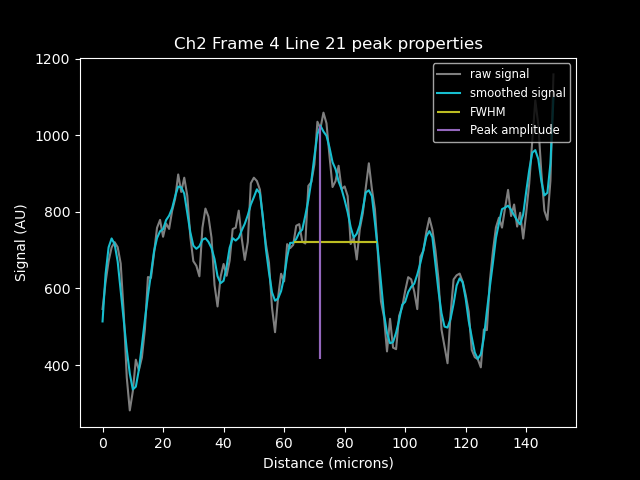 Ch2 Frame 4 Line 21 peak properties
raw signal
smoothed signal
FWHM
Peak amplitude
1200
1000
800
600
400
Signal (AU)
0 20 40 60 80 100 120 140
Distance (microns)